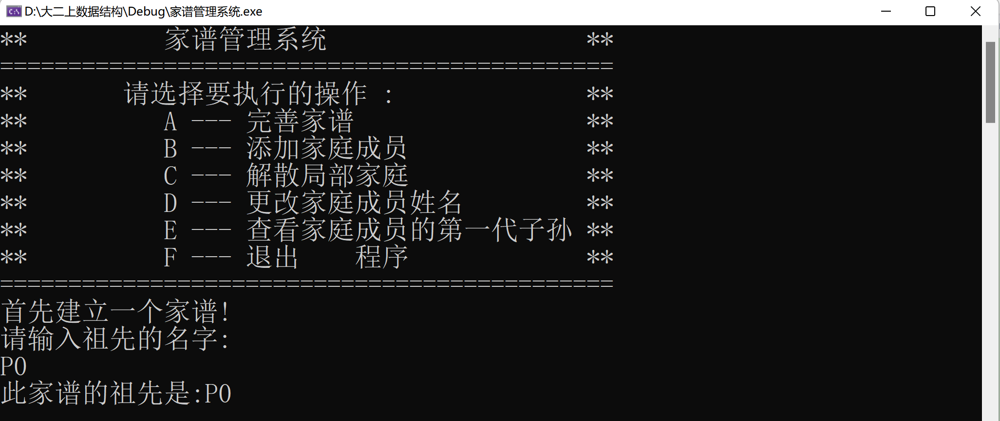 D:\大二上数据结构\Debug\家谱管理系统.exe
** 家谱管理系统 **
=============================================
** 请选择要执行的操作 : **
** A --- 完善家谱 **
** B --- 添加家庭成员 **
** C --- 解散局部家庭 **
** D --- 更改家庭成员姓名 **
** E --- 查看家庭成员的第一代子孙 **
** F --- 退出 程序 **
=============================================
首先建立一个家谱!
请输入祖先的名字:
P0
此家谱的祖先是:P0